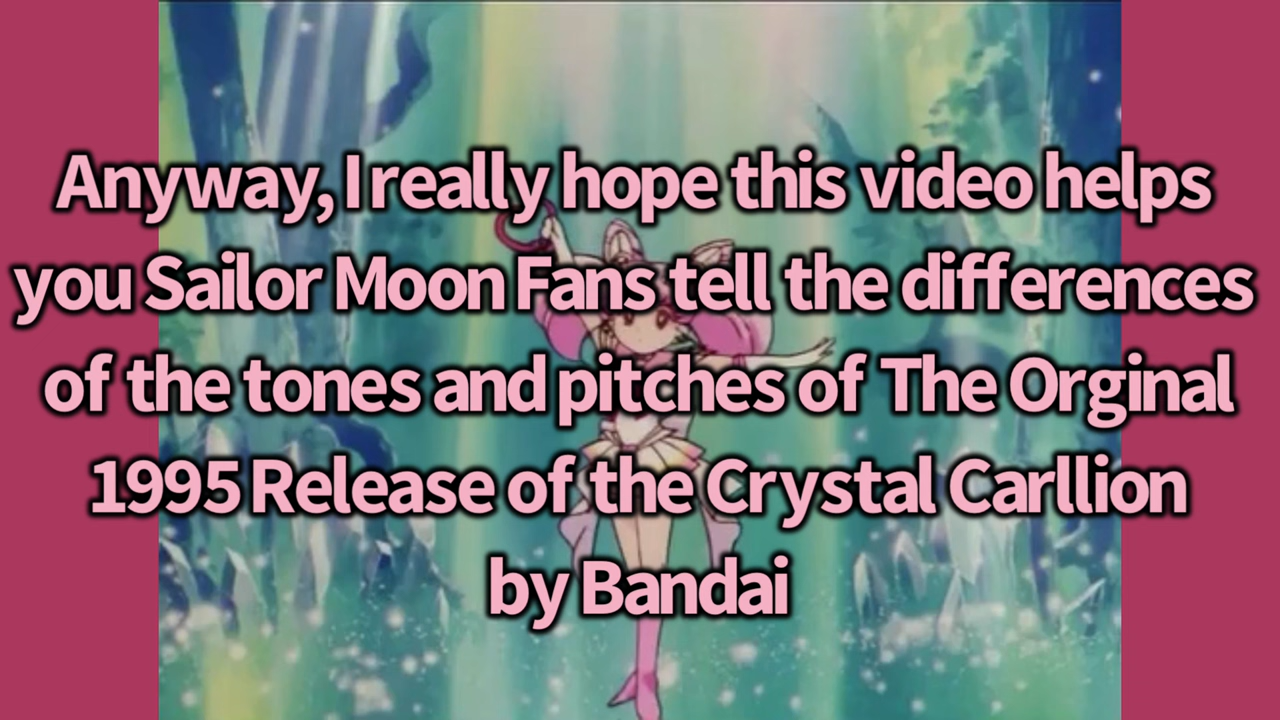 Anyway, I really hope this video helps
you Sailor Moon Fans tell the differences
of the tones and pitches of The Orginal
1995 Release of the Crystal Carllion
by Bandai